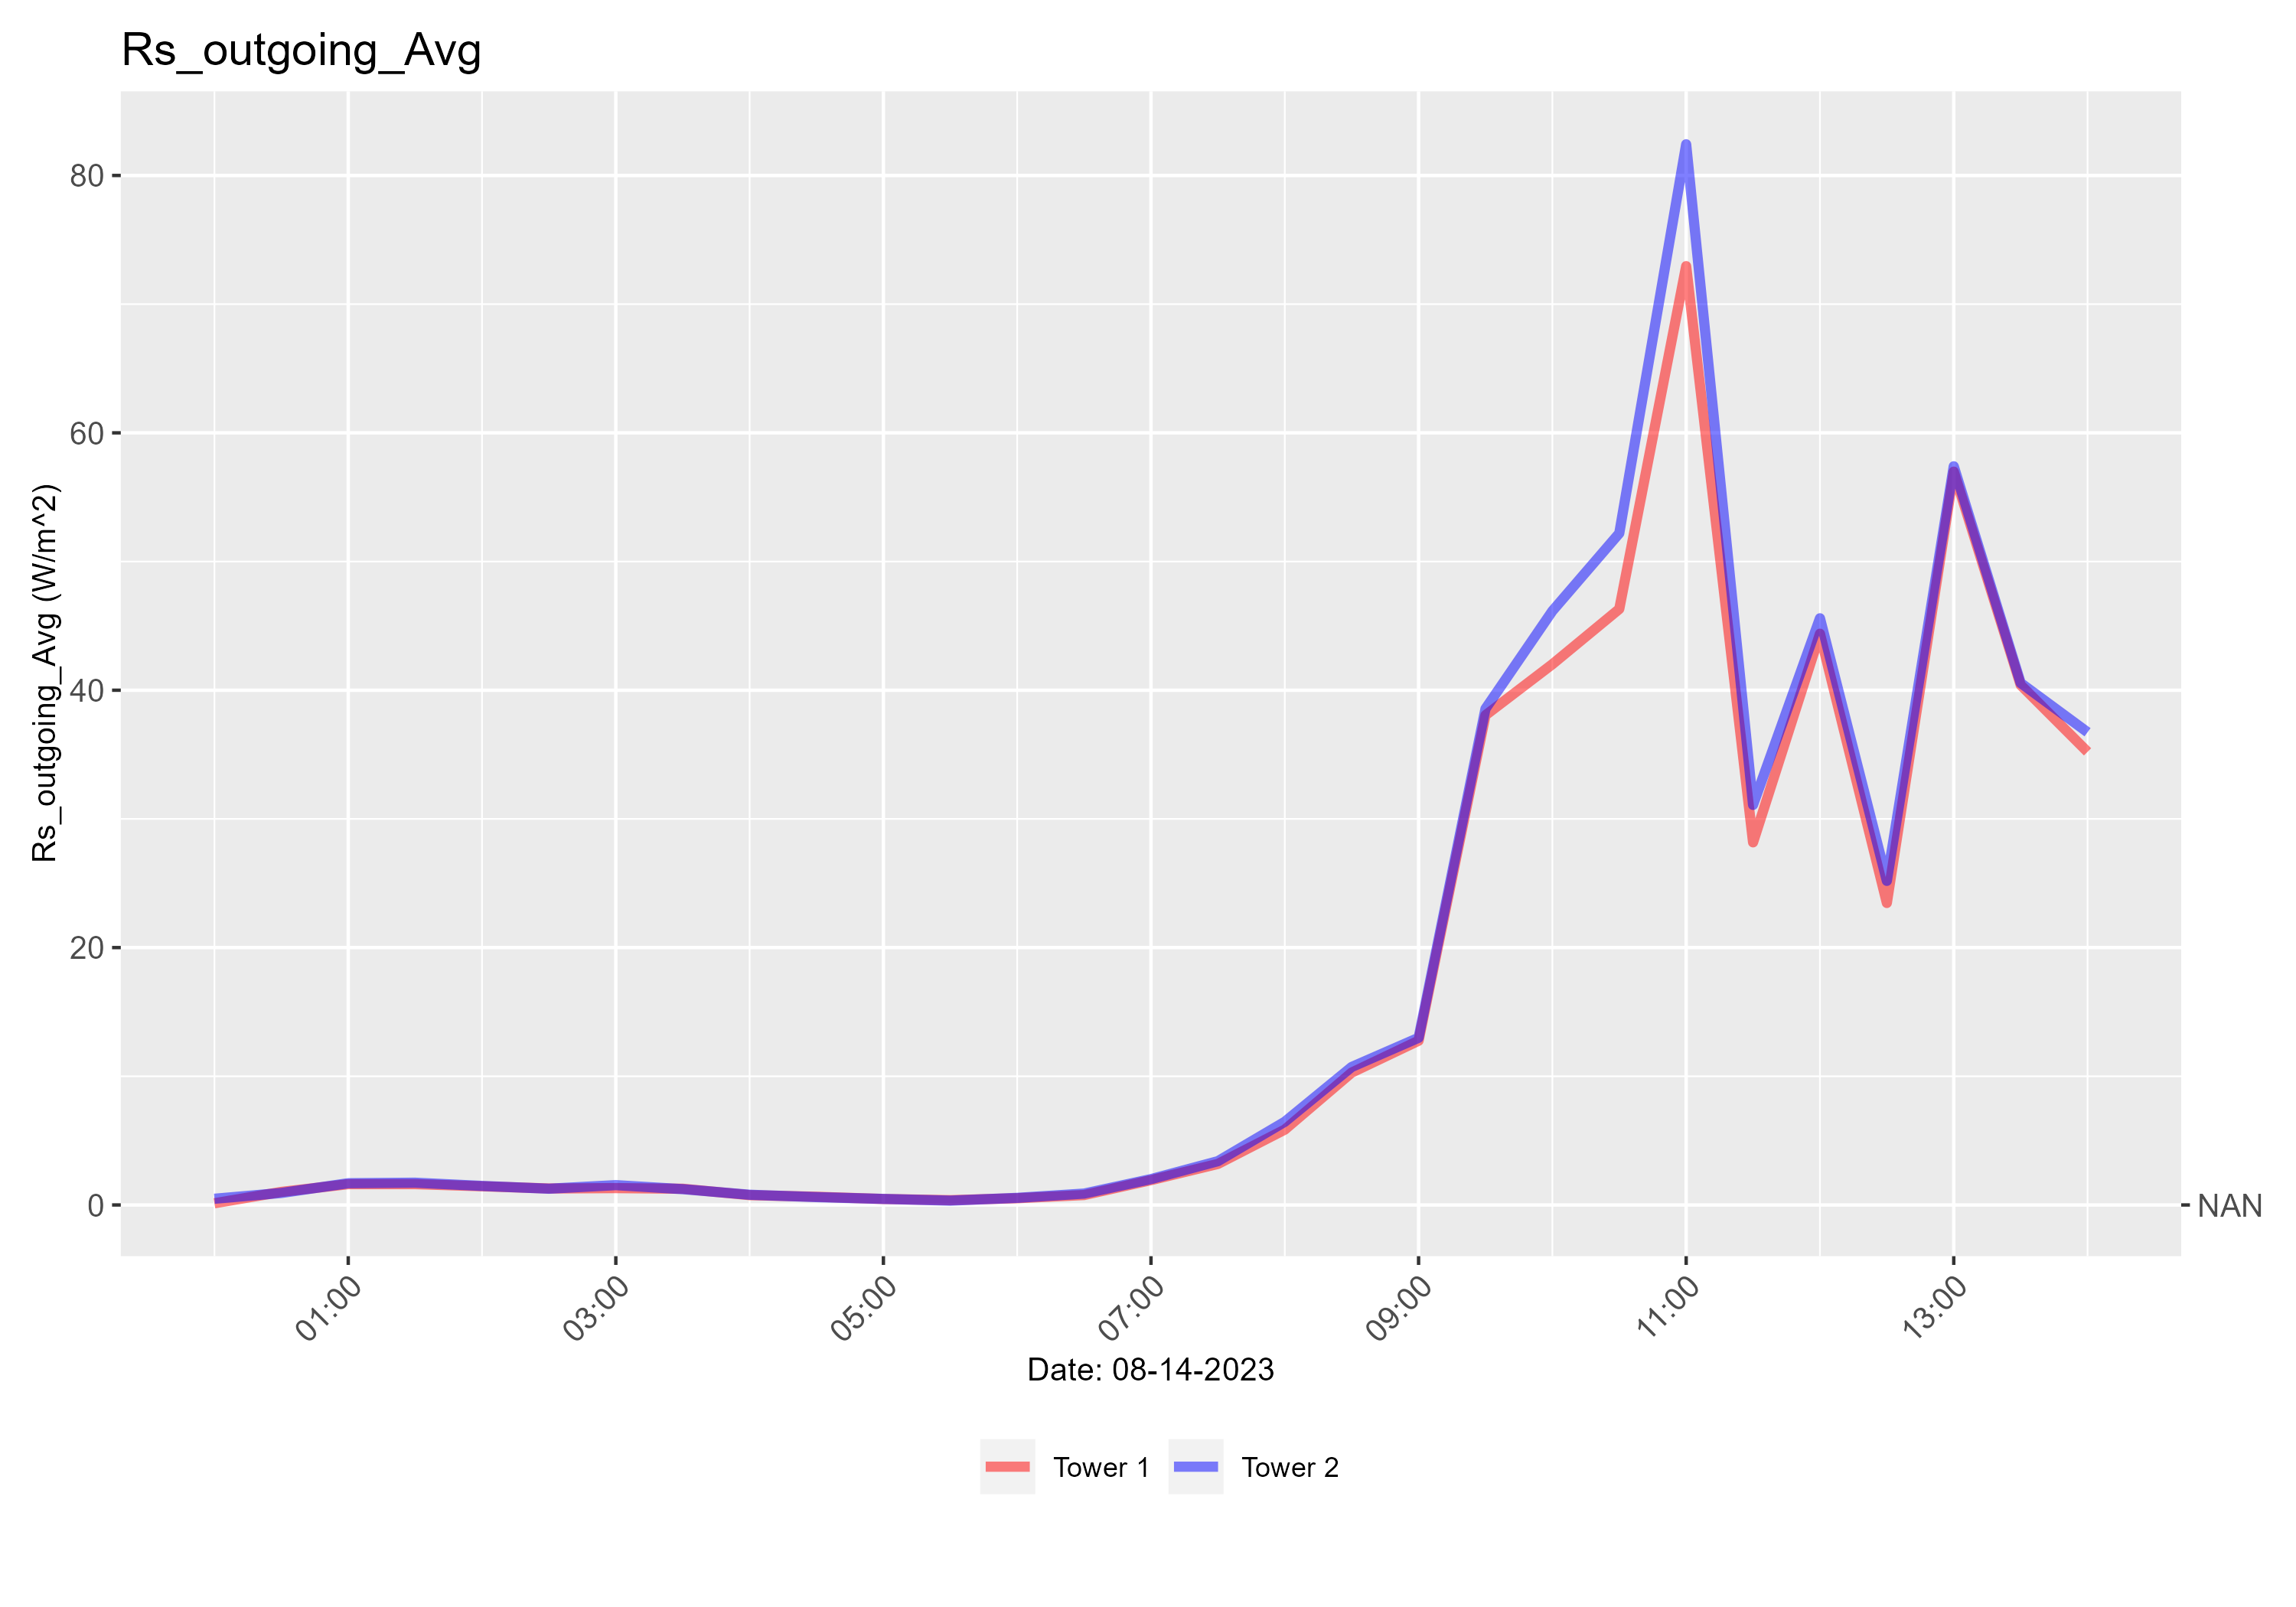 Rs_outgoing_Avg
Rs_outgoing_Avg (W/m^2)
80
60
40
20
0
NAN
01:00
03:00
05:00
07:00
09:00
11:00
13:00
Date: 08-14-2023
Tower 1
Tower 2